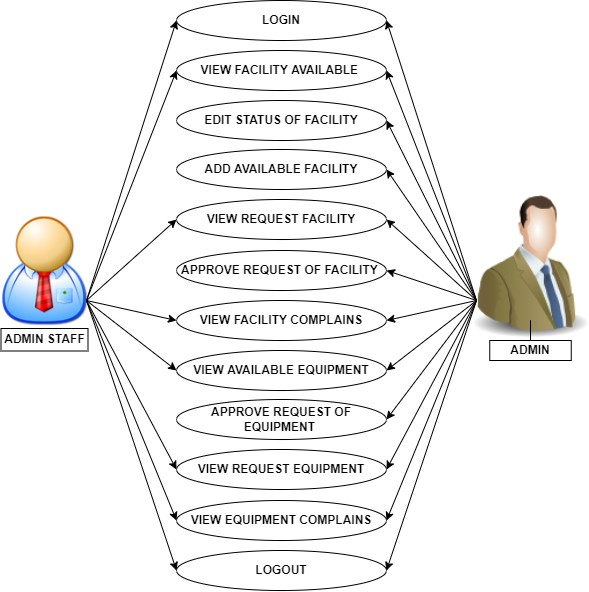 LOGIN
VIEW FACILITY AVAILABLE
EDIT STATUS OF FACILITY
ADD AVAILABLE FACILITY
VIEW REQUEST FACILITY
APPROVE REQUEST OF FACILITY
VIEW FACILITY COMPLAINS
ADMIN STAFF
ADMIN
VIEW AVAILABLE EQUIPMENT
APPROVE REQUEST OF
EQUIPMENT
VIEW REQUEST EQUIPMENT
VIEW EQUIPMENT COMPLAINS
LOGOUT